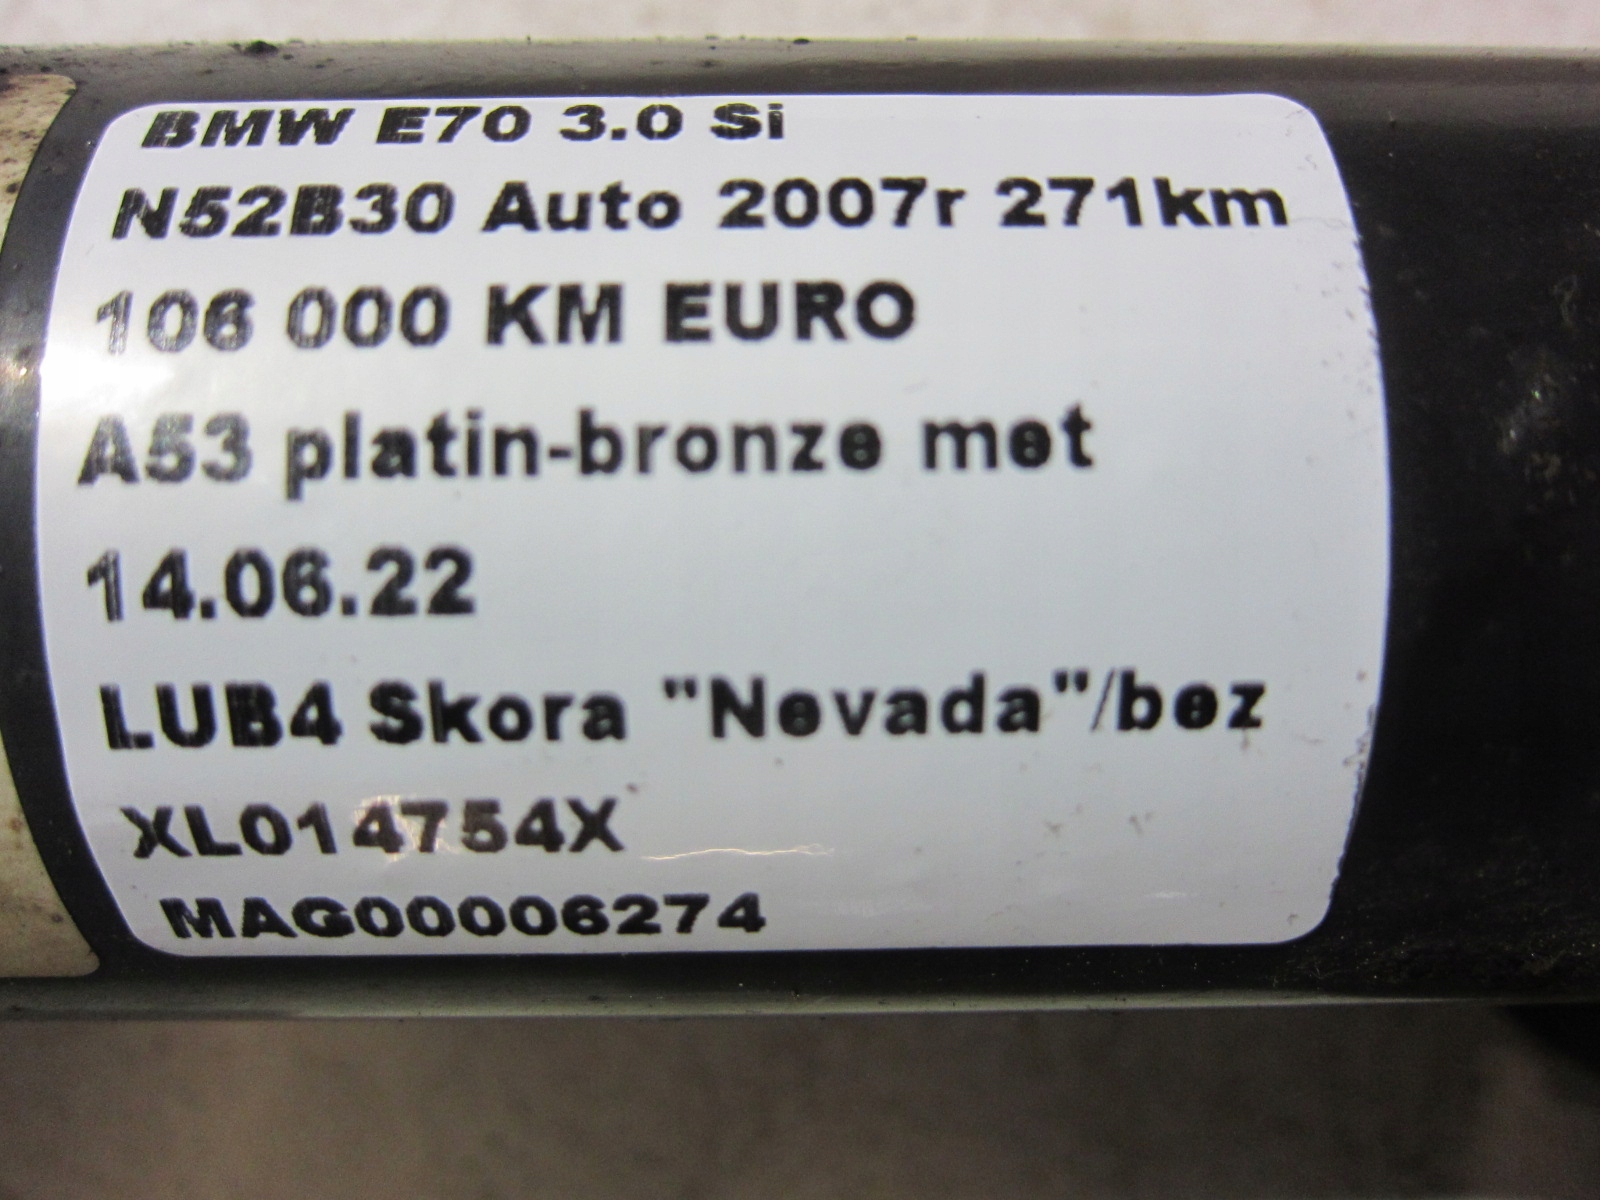 BMW E70 3.0 Si
N52B30 Auto 2007r 271km
106 000 KM EURO
A53 platin-bronze met
14.06.22
LUB4 Skora "Nevada"/bez
XL014754X
MAG00006274